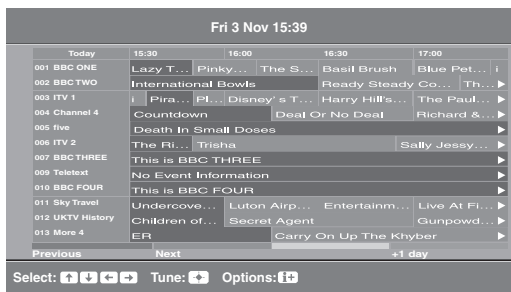 Fri 3 Nov 15:39
Today 15:30 16:00 16:30 17:00
001 BBC ONE Lazy T... Pinky... The S... Basil Brush Blue Pet... i
002 BBC TWO International Bowls Ready Steady Co... Th...
003 ITV 1 i Pira... Pl... Disney's T... Harry Hill's... The Paul...
004 Channel 4 Countdown Deal Or No Deal Richard &...
005 five Death In Small Doses
006 ITV 2 The Ri... Trisha Sally Jessy...
007 BBC THREE This is BBC THREE
009 Teletext No Event Information
010 BBC FOUR This is BBC FOUR
011 Sky Travel Undercove... Luton Airp... Entertainm... Live At Fi...
012 UKTV History Children of... Secret Agent Gunpowd...
013 More 4 ER Carry On Up The Khyber
Previous Next +1 day
Select: Tune: Options: i+